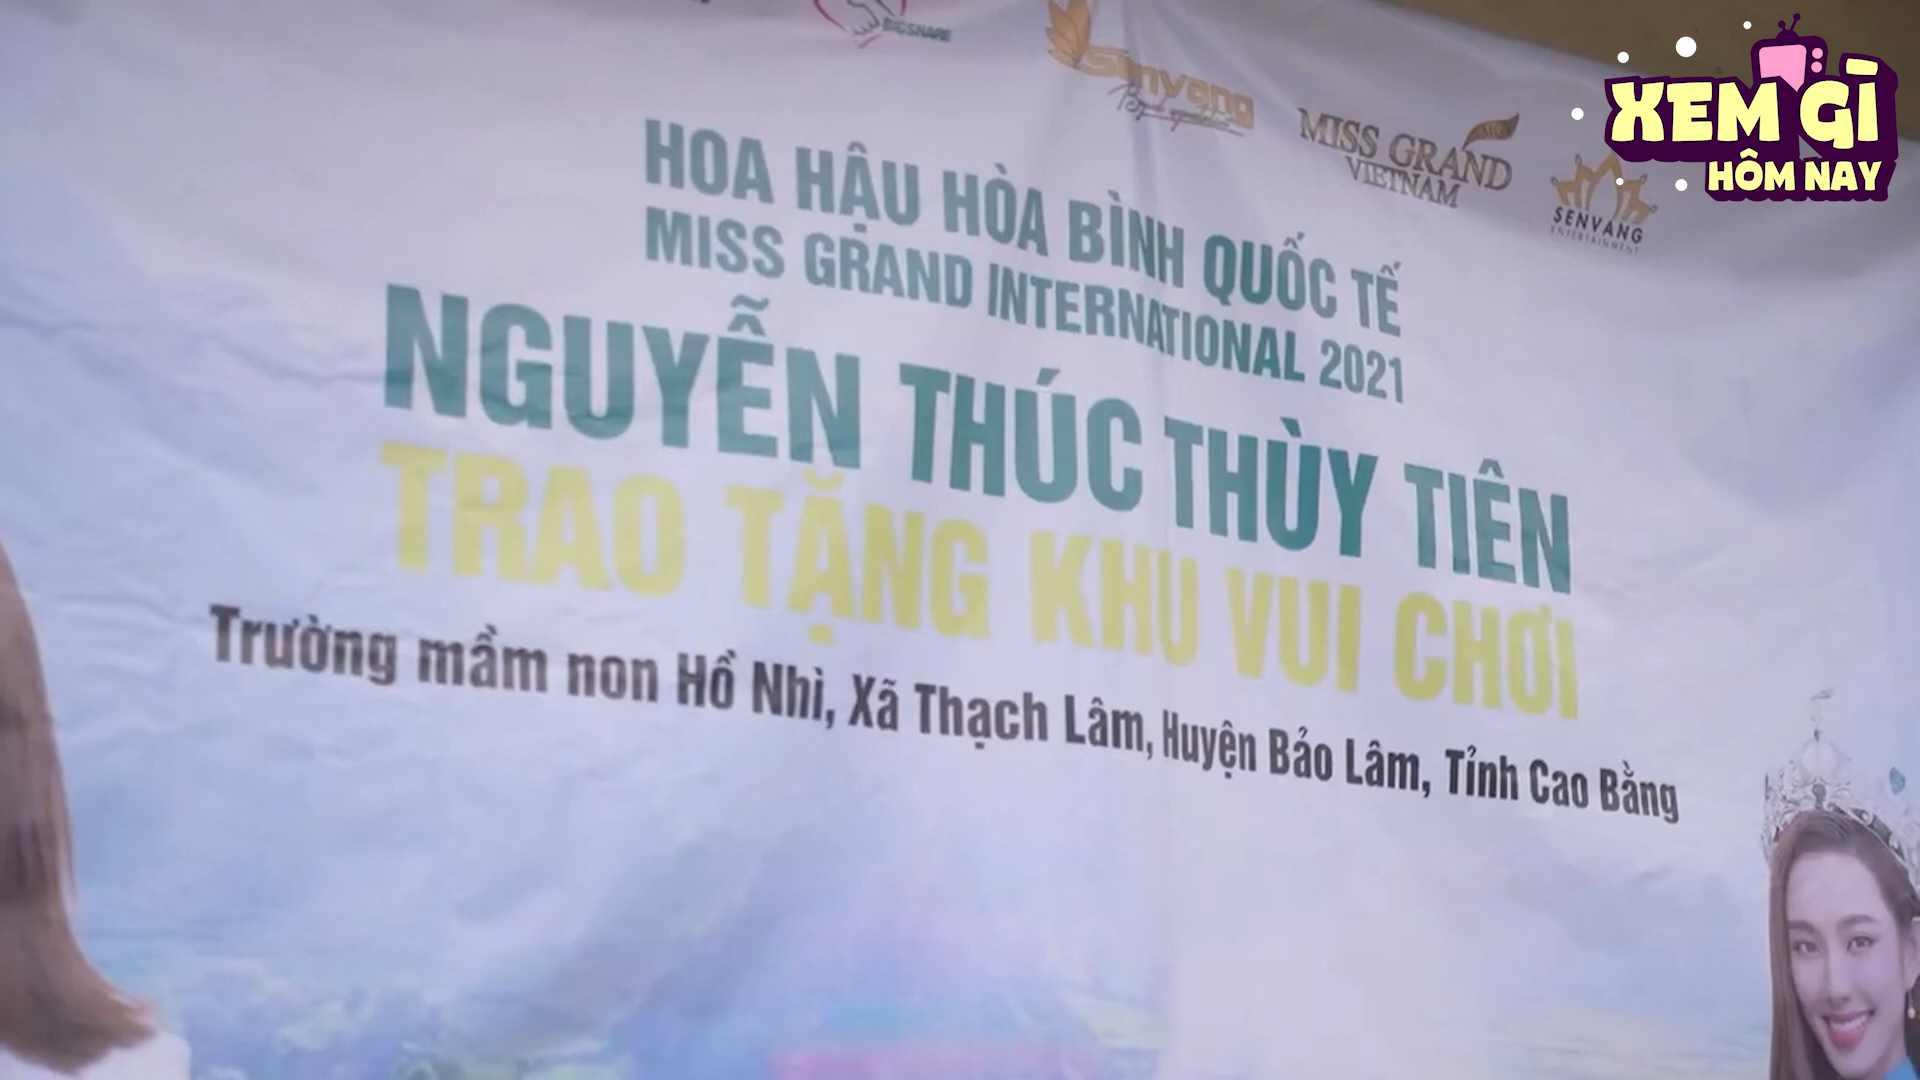 BIGSHARE
Senvang
MISS GRAND
VIETNAM
SENVANG
ENTERTAINMENT
XEM GÌ
HÔM NAY
HOA HẬU HÒA BÌNH QUỐC TẾ
MISS GRAND INTERNATIONAL 2021
NGUYỄN THÚC THÙY TIÊN
TRAO TẶNG KHU VUI CHƠI
Trường mầm non Hồ Nhì, Xã Thạch Lâm, Huyện Bảo Lâm, Tỉnh Cao Bằng